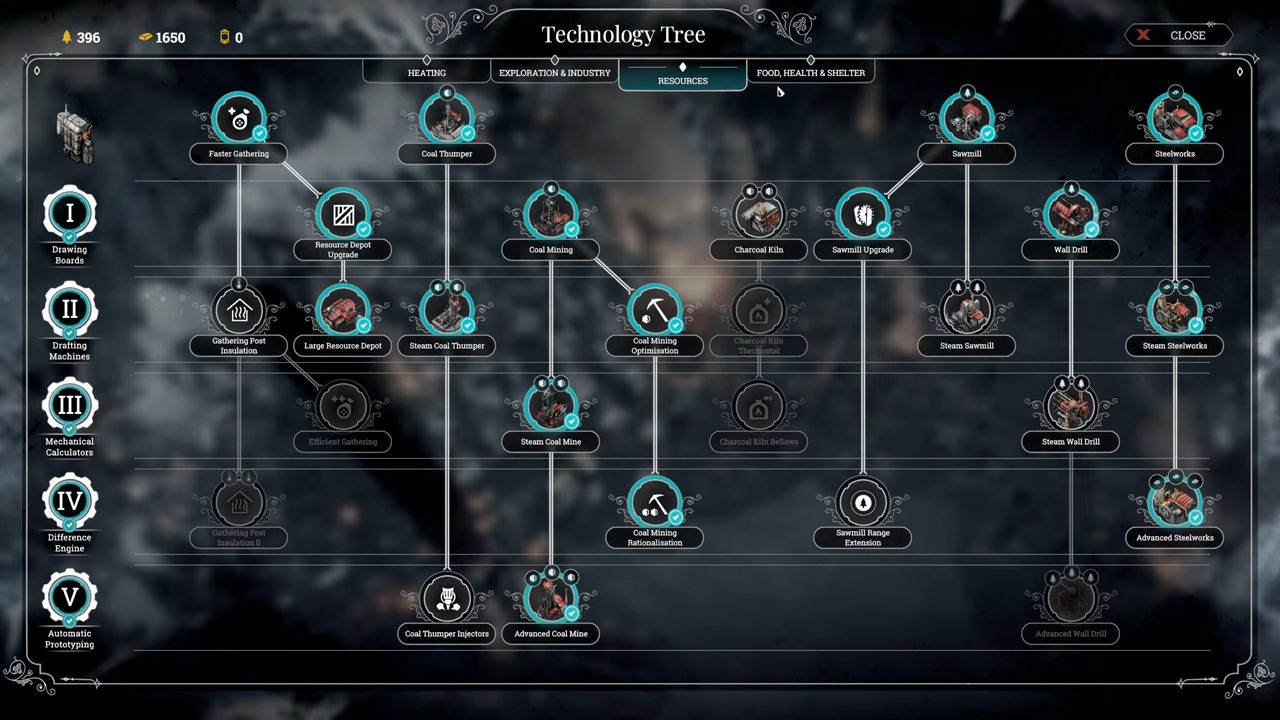 396
1650
0
Technology Tree
CLOSE
HEATING
EXPLORATION & INDUSTRY
RESOURCES
FOOD, HEALTH & SHELTER
Faster Gathering
Coal Thumper
Sawmill
Steelworks
I
Drawing
Boards
Resource Depot
Upgrade
Coal Mining
Charcoal Kiln
Sawmill Upgrade
Wall Drill
II
Drafting
Machines
Gathering Post
Insulation
Large Resource Depot
Steam Coal Thumper
Coal Mining
Optimisation
Charcoal Kiln
Thermostat
Steam Sawmill
Steam Steelworks
III
Mechanical
Calculators
Efficient Gathering
Steam Coal Mine
Charcoal Kiln Bellows
Steam Wall Drill
IV
Difference
Engine
Gathering Post
Insulation II
Coal Mining
Rationalisation
Sawmill Range
Extension
Advanced Steelworks
V
Automatic
Prototyping
Coal Thumper Injectors
Advanced Coal Mine
Advanced Wall Drill